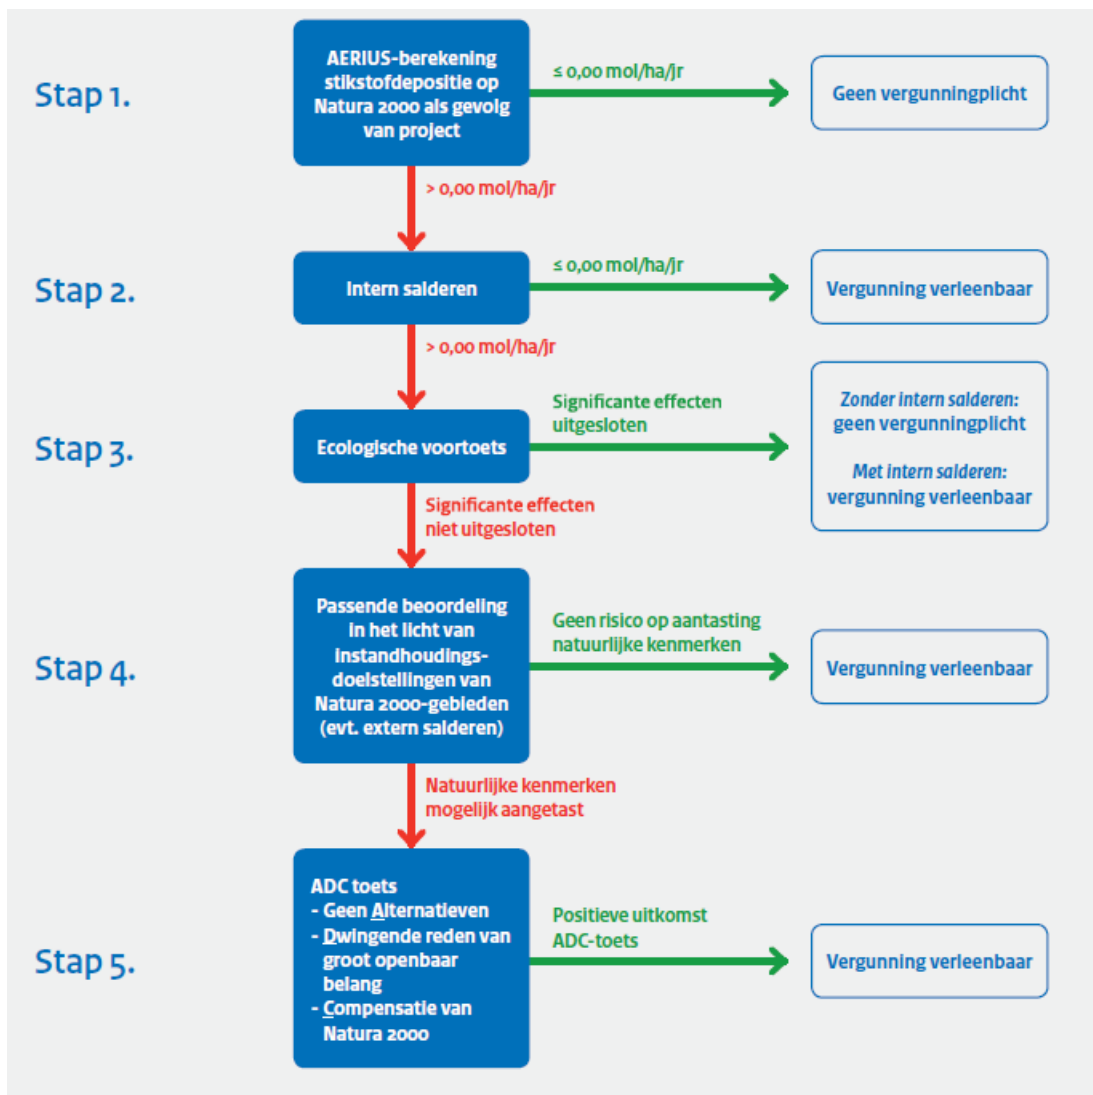 Stap 1.
AERIUS-berekening
stikstofdepositie op
Natura 2000 als gevolg
van project
≤ 0,00 mol/ha/jr
Geen vergunningplicht
> 0,00 mol/ha/jr
Stap 2.
Intern salderen
≤ 0,00 mol/ha/jr
Vergunning verleenbaar
> 0,00 mol/ha/jr
Stap 3.
Ecologische voortoets
Significante effecten
uitgesloten
Zonder intern salderen:
geen vergunningplicht
Met intern salderen:
vergunning verleenbaar
Significante effecten
niet uitgesloten
Stap 4.
Passende beoordeling
in het licht van
instandhoudings-
doelstellingen van
Natura 2000-gebieden
(evt. extern salderen)
Geen risico op aantasting
natuurlijke kenmerken
Vergunning verleenbaar
Natuurlijke kenmerken
mogelijk aangetast
Stap 5.
ADC toets
- Geen Alternatieven
- Dwingende reden van
groot openbaar
belang
- Compensatie van
Natura 2000
Positieve uitkomst
ADC-toets
Vergunning verleenbaar